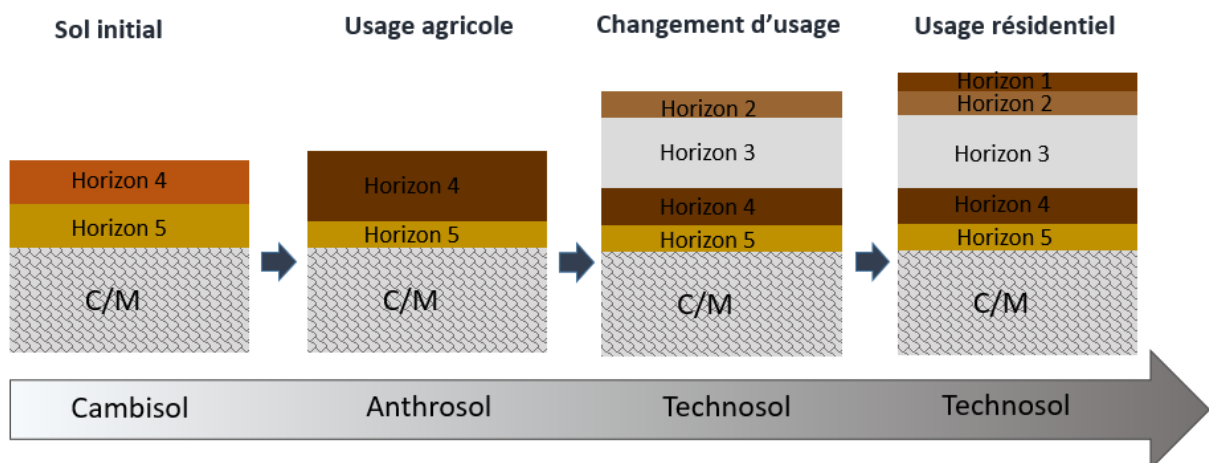 Sol initial
Usage agricole
Changement d'usage
Usage résidentiel
Horizon 4
Horizon 5
C/M
Horizon 4
Horizon 5
C/M
Horizon 2
Horizon 3
Horizon 4
Horizon 5
C/M
Horizon 1
Horizon 2
Horizon 3
Horizon 4
Horizon 5
C/M
Cambisol
Anthrosol
Technosol
Technosol